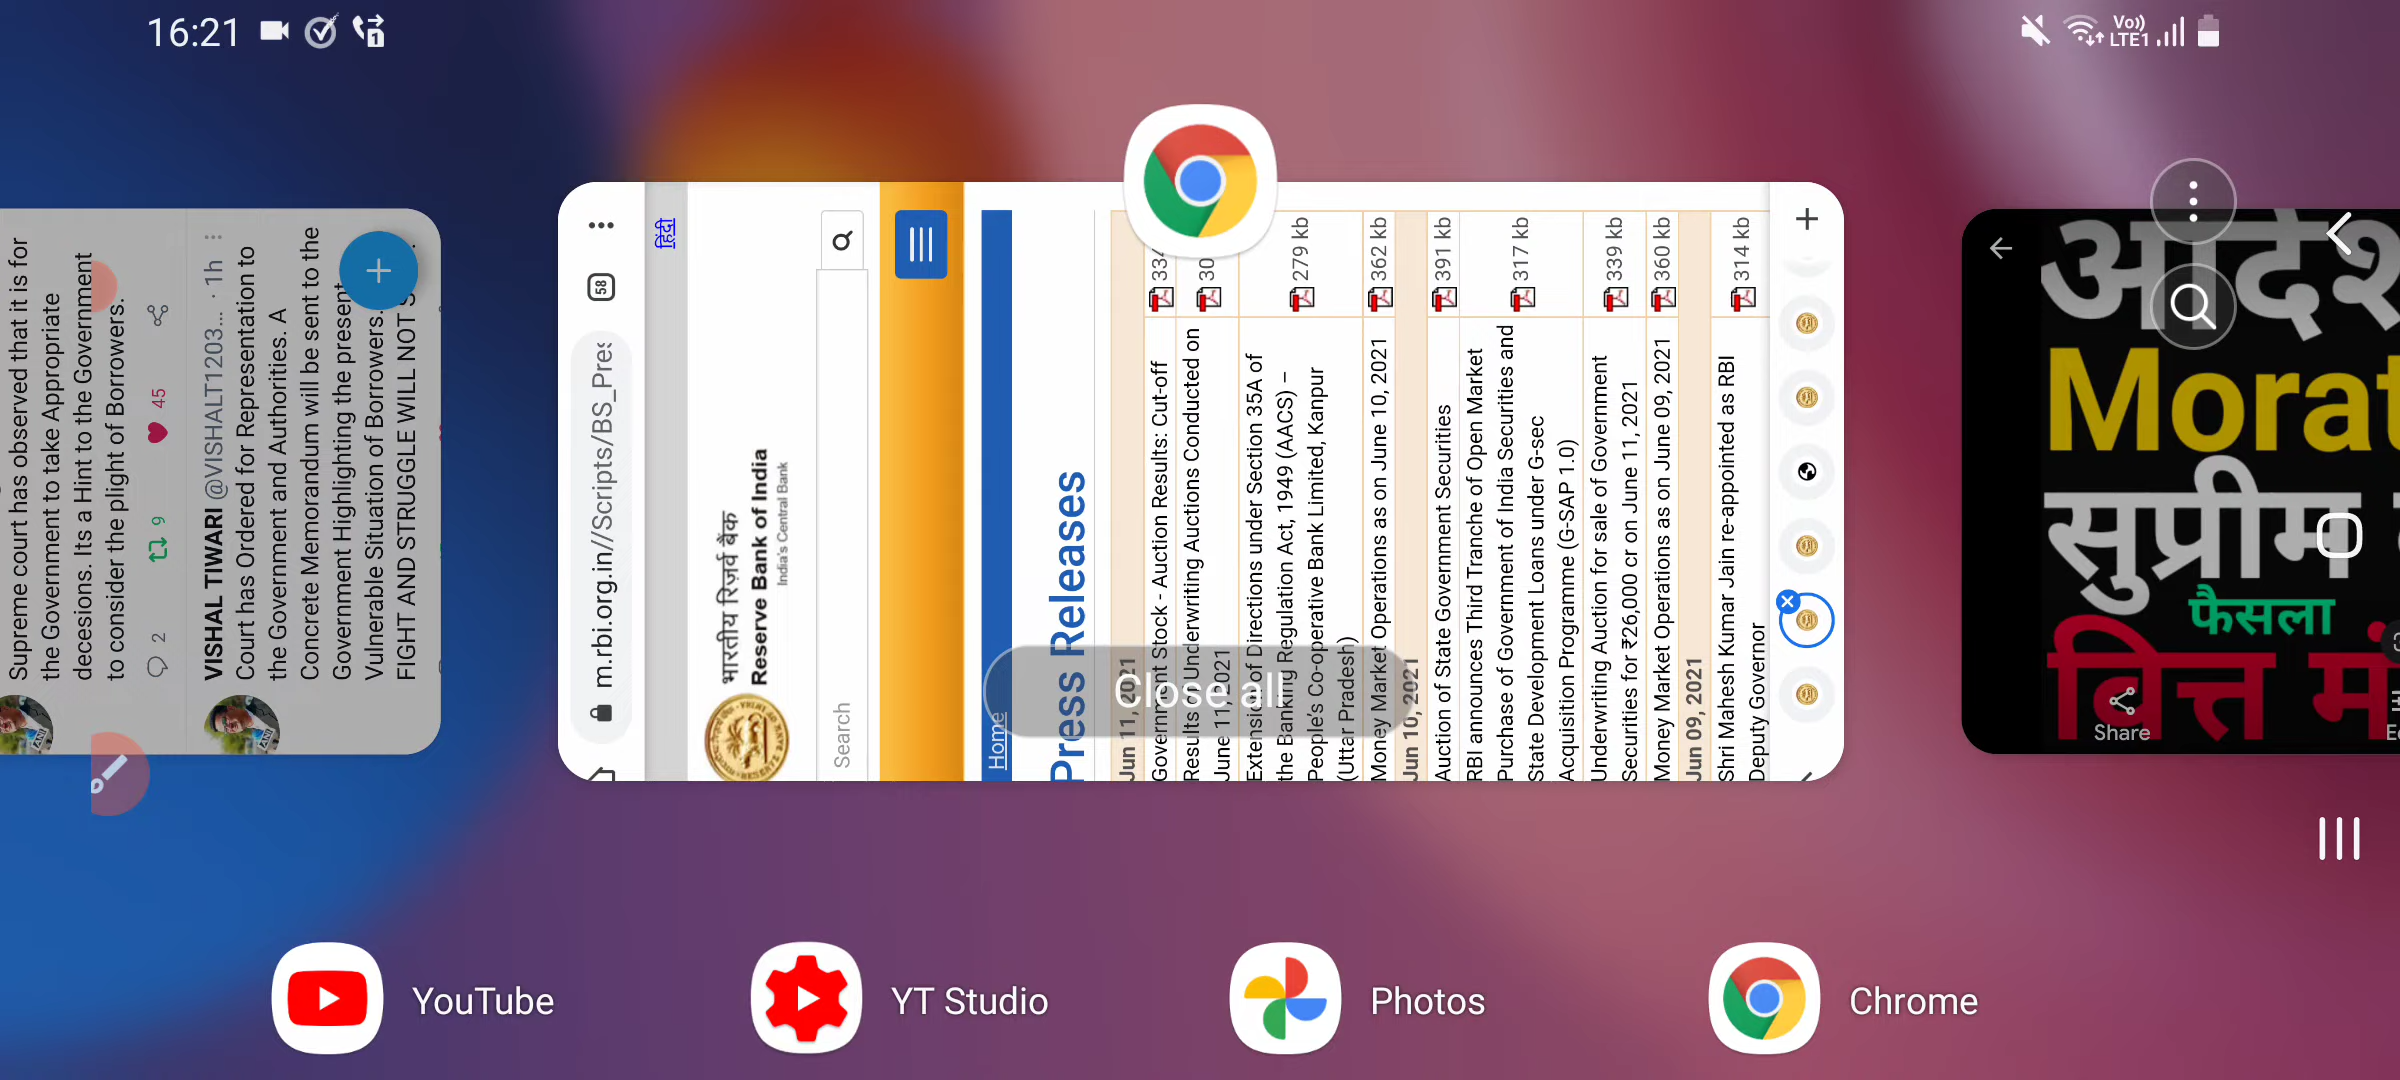 16:21
1
Vo))
LTE1
Supreme court has observed that it is for
the Government to take Appropriate
decesions. Its a Hint to the Government
to consider the plight of Borrowers.
2
9
45
VISHAL TIWARI @VISHALT1203... · 1h
Court has Ordered for Representation to
the Government and Authorities. A
Concrete Memorandum will be sent to the
Government Highlighting the present
Vulnerable Situation of Borrowers.
FIGHT AND STRUGGLE WILL NOT
m.rbi.org.in//Scripts/BS_Pres
58
हिंदी
भारतीय रिज़र्व बैंक
Reserve Bank of India
India's Central Bank
Search
Home
Press Releases
Jun 11, 2021
Government Stock - Auction Results: Cut-off
Results of Underwriting Auctions Conducted on
June 11, 2021
Extension of Directions under Section 35A of
the Banking Regulation Act, 1949 (AACS) –
People's Co-operative Bank Limited, Kanpur
(Uttar Pradesh)
279 kb
Money Market Operations as on June 10, 2021
362 kb
Jun 10, 2021
Auction of State Government Securities
391 kb
RBI announces Third Tranche of Open Market
Purchase of Government of India Securities and
State Development Loans under G-sec
Acquisition Programme (G-SAP 1.0)
317 kb
Underwriting Auction for sale of Government
Securities for ₹26,000 cr on June 11, 2021
339 kb
Money Market Operations as on June 09, 2021
360 kb
Jun 09, 2021
Shri Mahesh Kumar Jain re-appointed as RBI
Deputy Governor
314 kb
Close all
आदेश
Morat
सुप्रीम
फैसला
वित्त में
Share
YouTube
YT Studio
Photos
Chrome